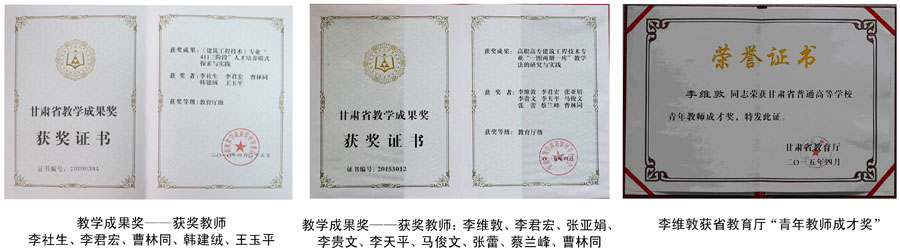 甘肃省教学成果奖
获奖证书
证书编号：20096384
获奖成果：《建筑工程技术》专业“
411三阶段”人才培养模式
探索与实践
获奖者：李社生 李君宏 曹林同
韩建绒 王玉平
获奖等级：教育厅级
甘肃省教学成果奖
获奖证书
证书编号：20153012
获奖成果：高职高专建筑工程技术专
业“一图两册一库”教学
法的研究与实践
获奖者：李维敦 李君宏 张亚娟
李贵文 李天平 马俊文
张蕾 蔡兰峰 曹林同
获奖等级：教育厅级
荣誉证书
李维敦 同志荣获甘肃省普通高等学校
青年教师成才奖，特发此证。
甘肃省教育厅
二〇一五年四月
教学成果奖——获奖教师
李社生、李君宏、曹林同、韩建绒、王玉平
教学成果奖——获奖教师：李维敦、李君宏、张亚娟、
李贵文、李天平、马俊文、张蕾、蔡兰峰、曹林同
李维敦获省教育厅“青年教师成才奖”